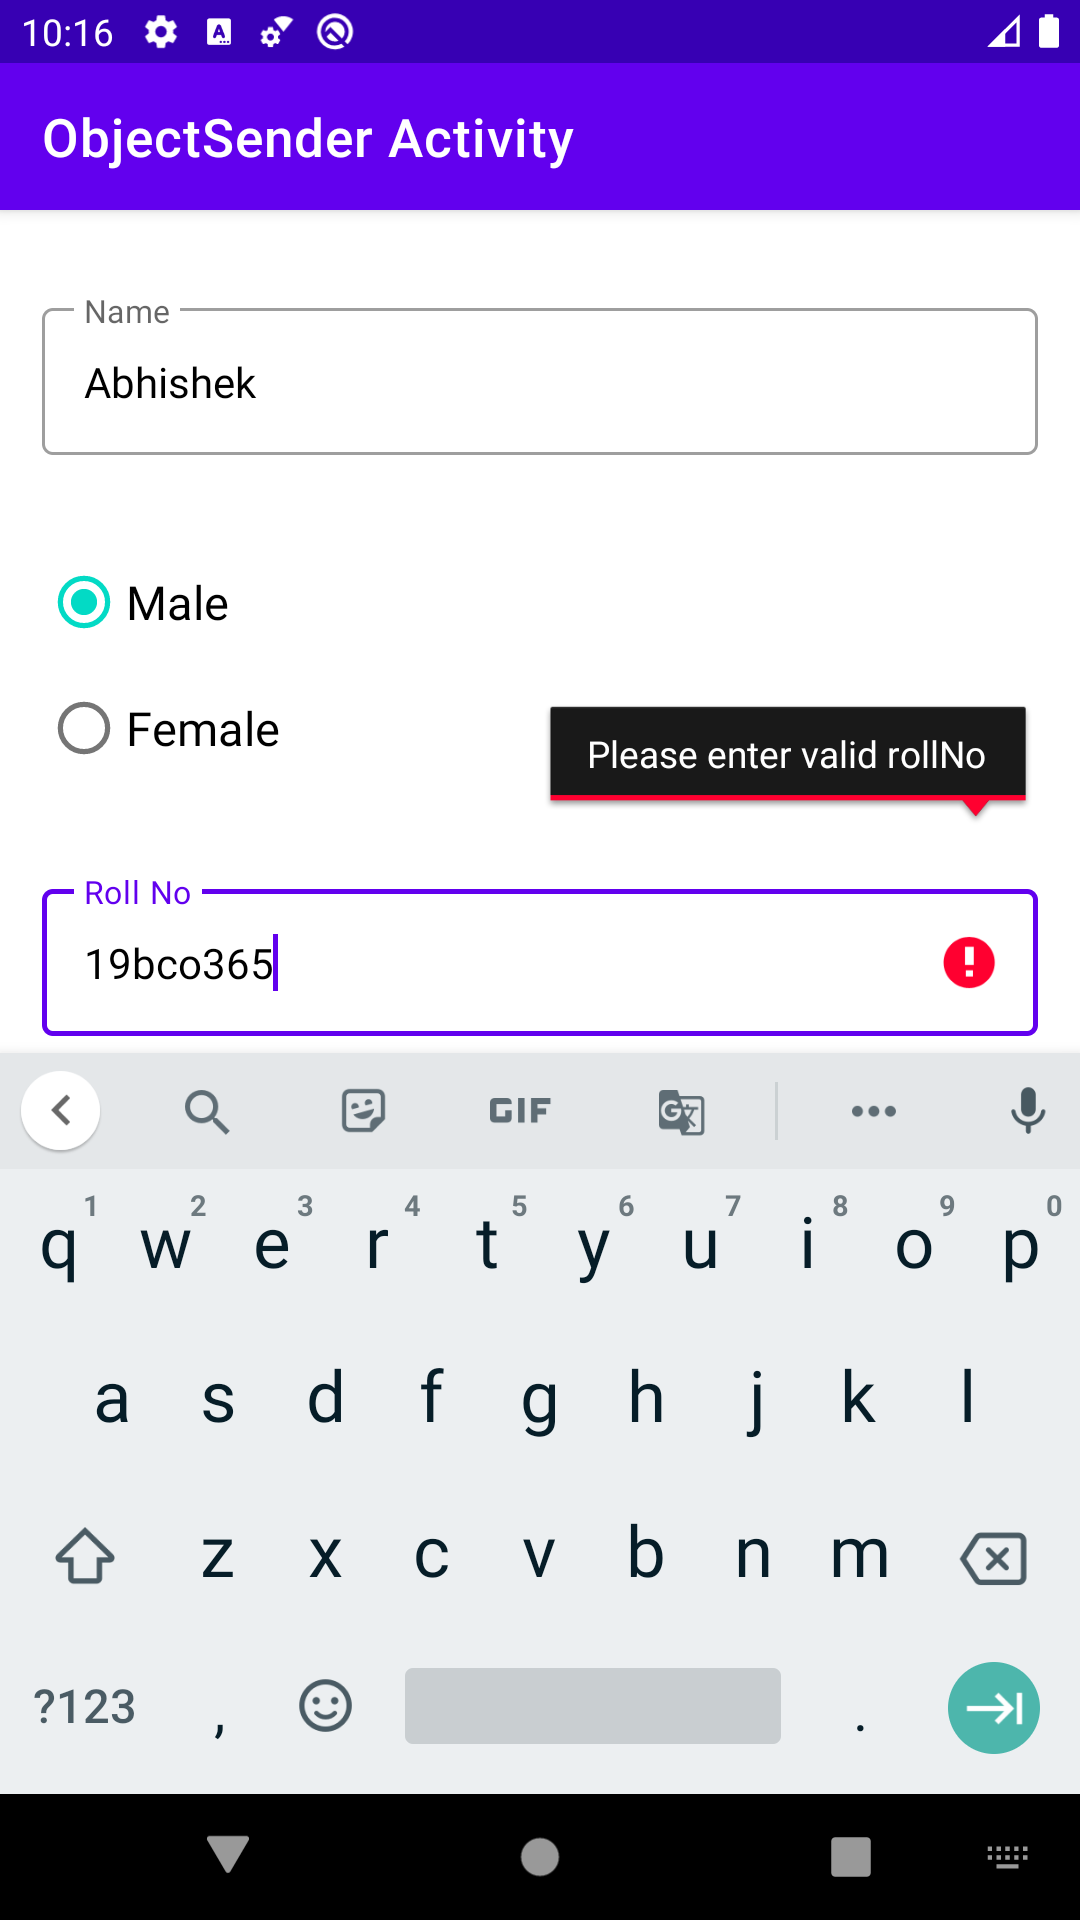 10:16
ObjectSender Activity
Name
Abhishek
Male
Female
Please enter valid rollNo
Roll No
19bco365
GIF
1 2 3 4 5 6 7 8 9 0
q w e r t y u i o p
a s d f g h j k l
z x c v b n m
?123 , .